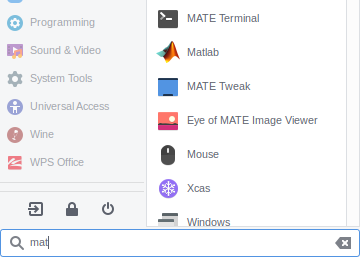 Programming
Sound & Video
System Tools
Universal Access
Wine
WPS Office
MATE Terminal
Matlab
MATE Tweak
Eye of MATE Image Viewer
Mouse
Xcas
Windows
mat